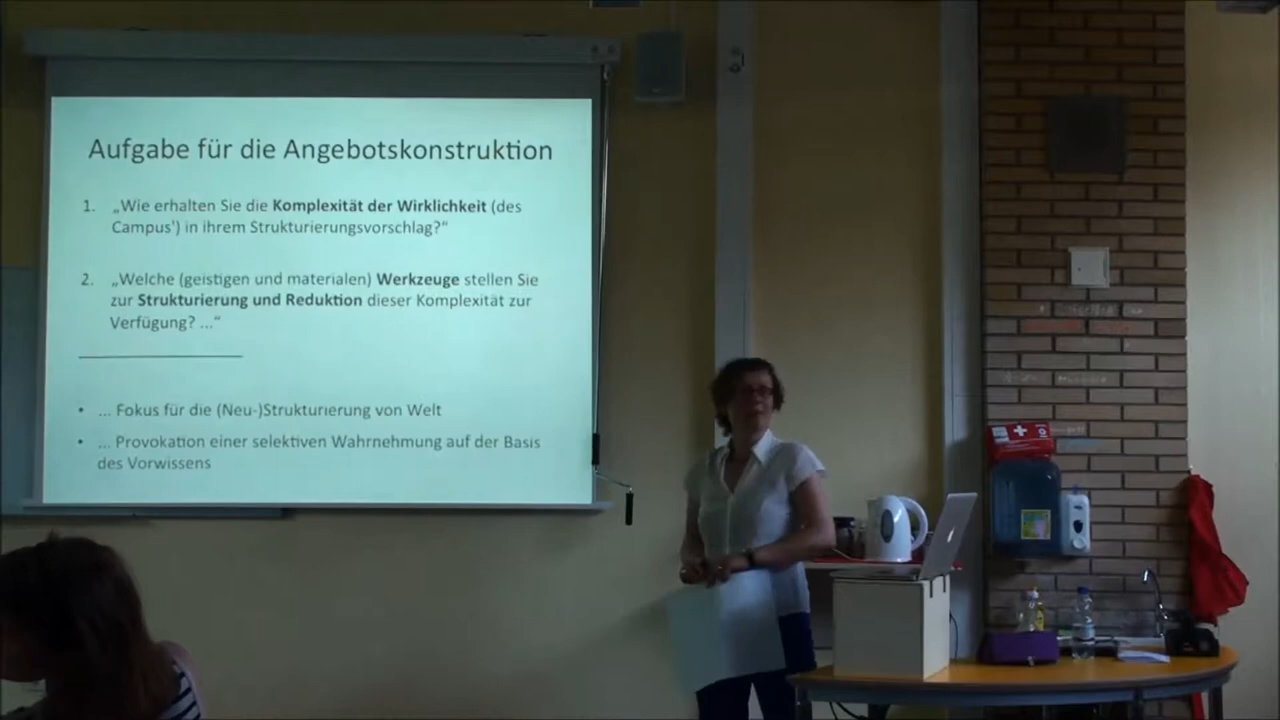 Aufgabe für die Angebotskonstruktion
1. „Wie erhalten Sie die Komplexität der Wirklichkeit (des
Campus') in ihrem Strukturierungsvorschlag?“
2. „Welche (geistigen und materialen) Werkzeuge stellen Sie
zur Strukturierung und Reduktion dieser Komplexität zur
Verfügung? ...“
• ... Fokus für die (Neu-)Strukturierung von Welt
• ... Provokation einer selektiven Wahrnehmung auf der Basis
des Vorwissens